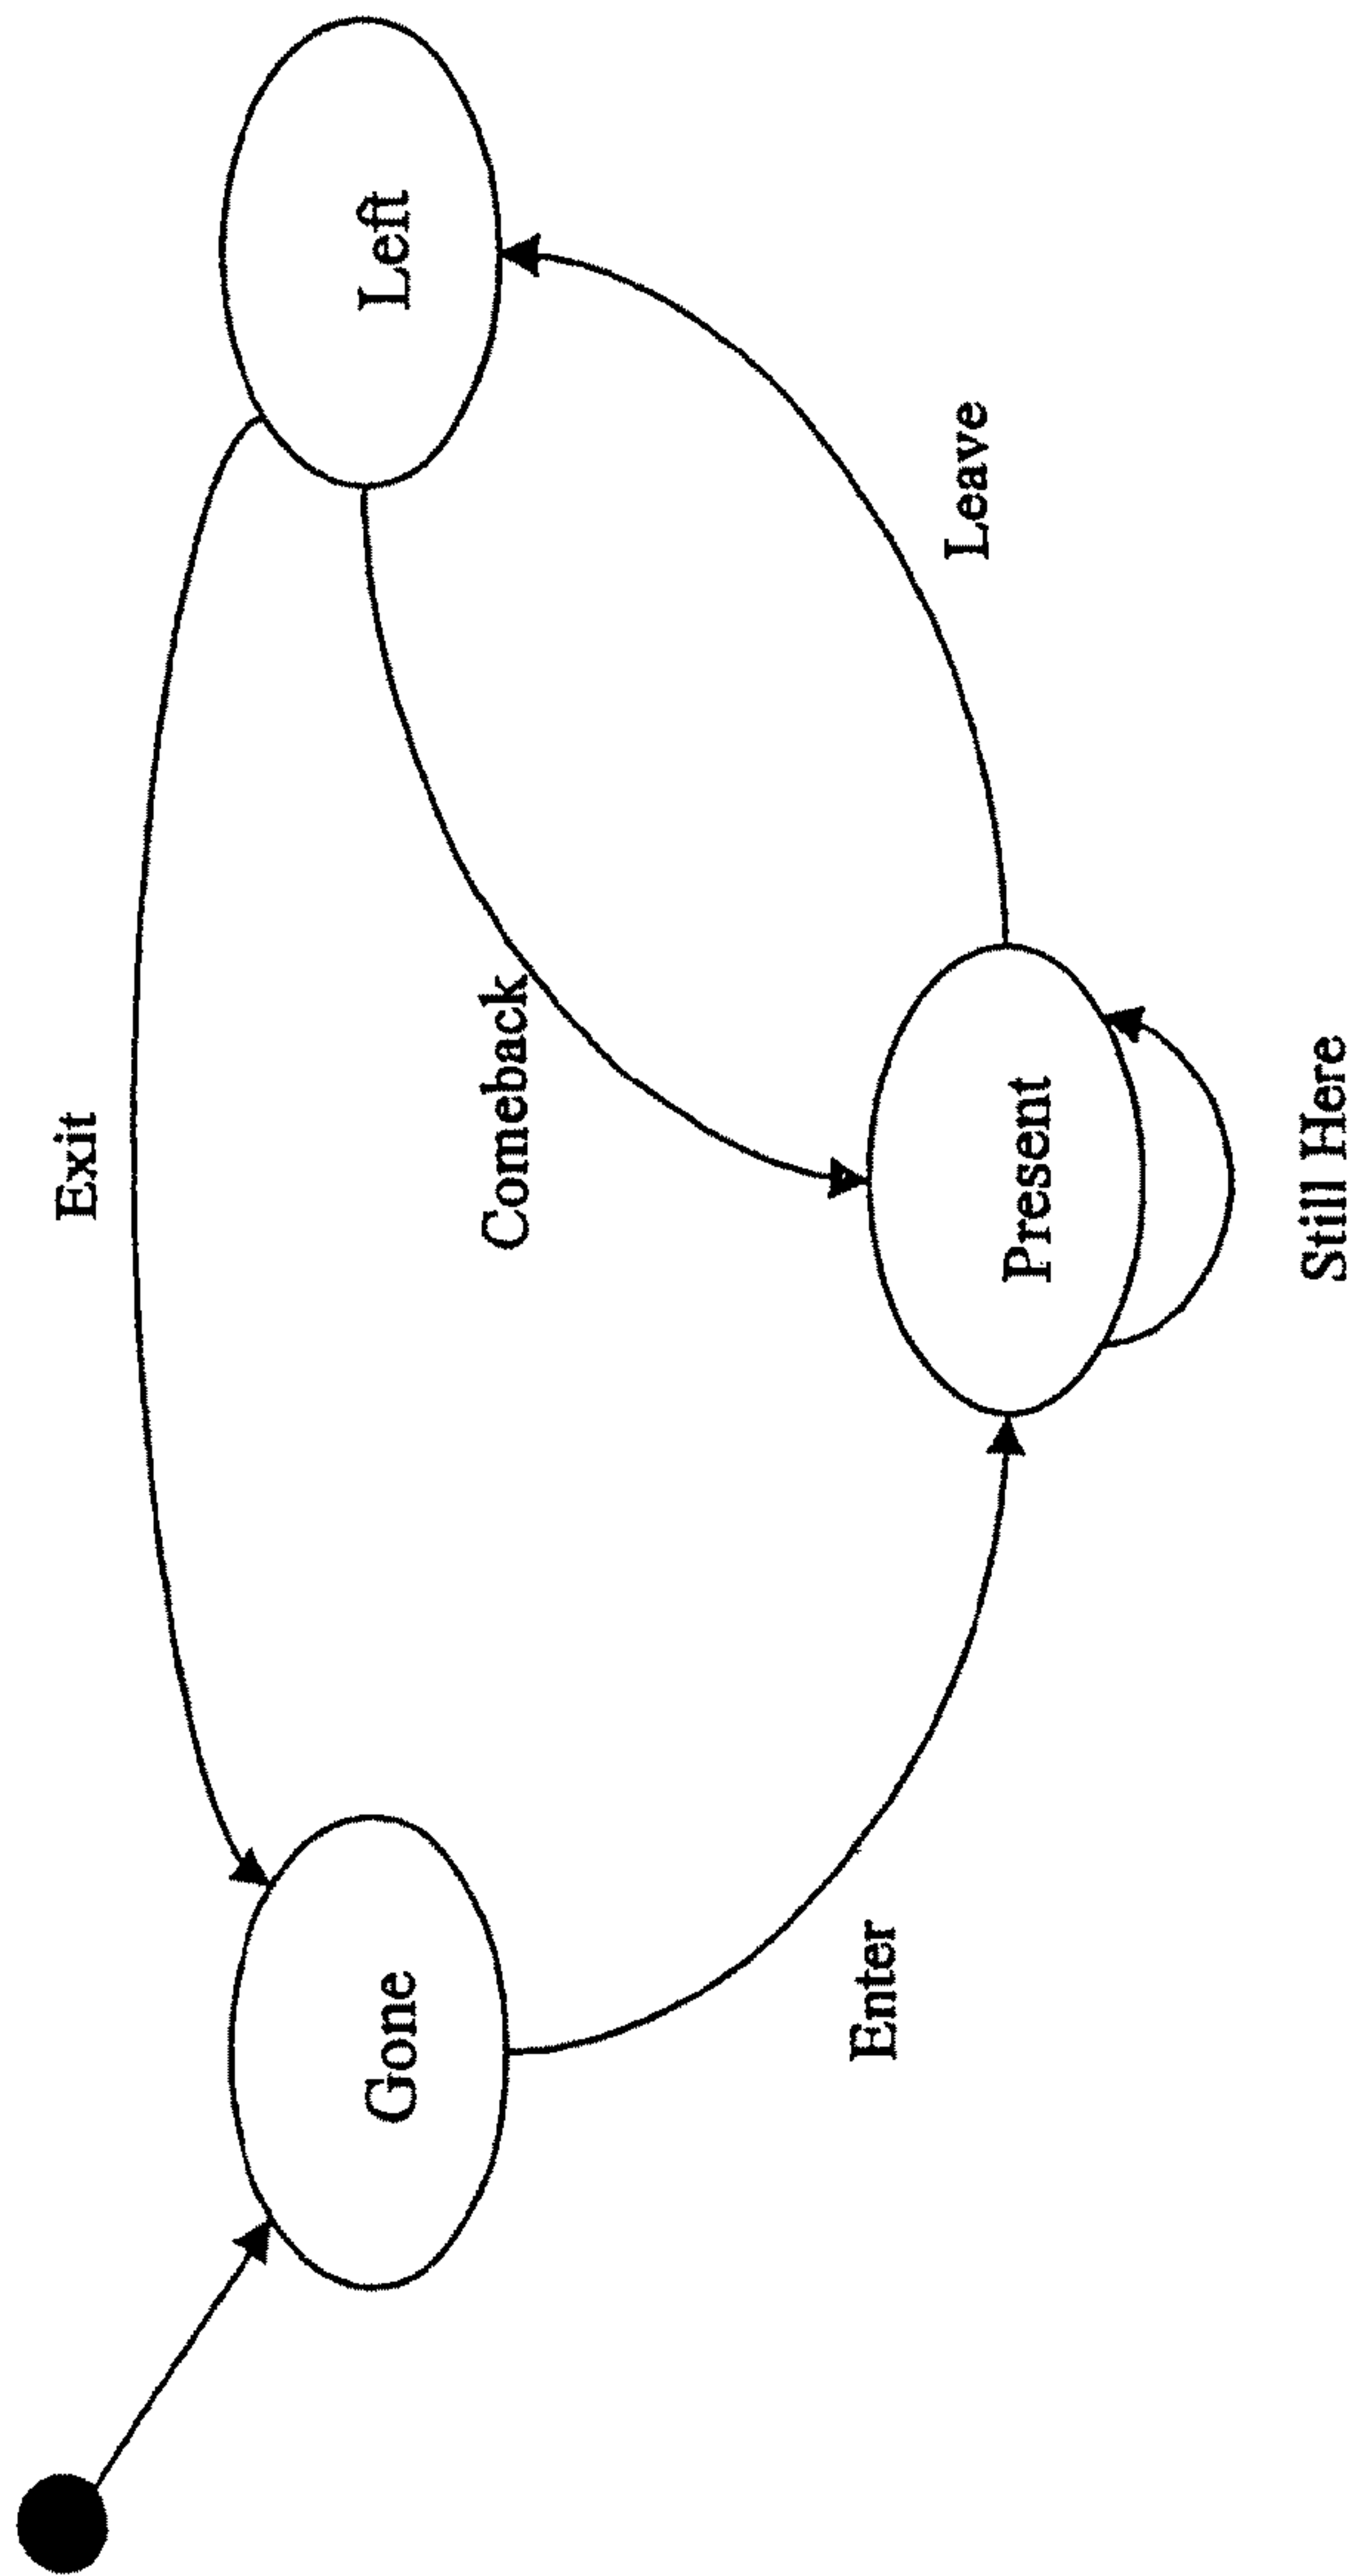 Exit
Left
Gone
Comeback
Leave
Enter
Present
Still Here